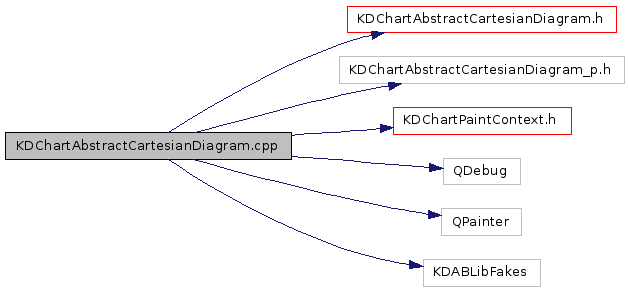 KDChartAbstractCartesianDiagram.h
KDChartAbstractCartesianDiagram_p.h
KDChartPaintContext.h
KDChartAbstractCartesianDiagram.cpp
QDebug
QPainter
KDABLibFakes